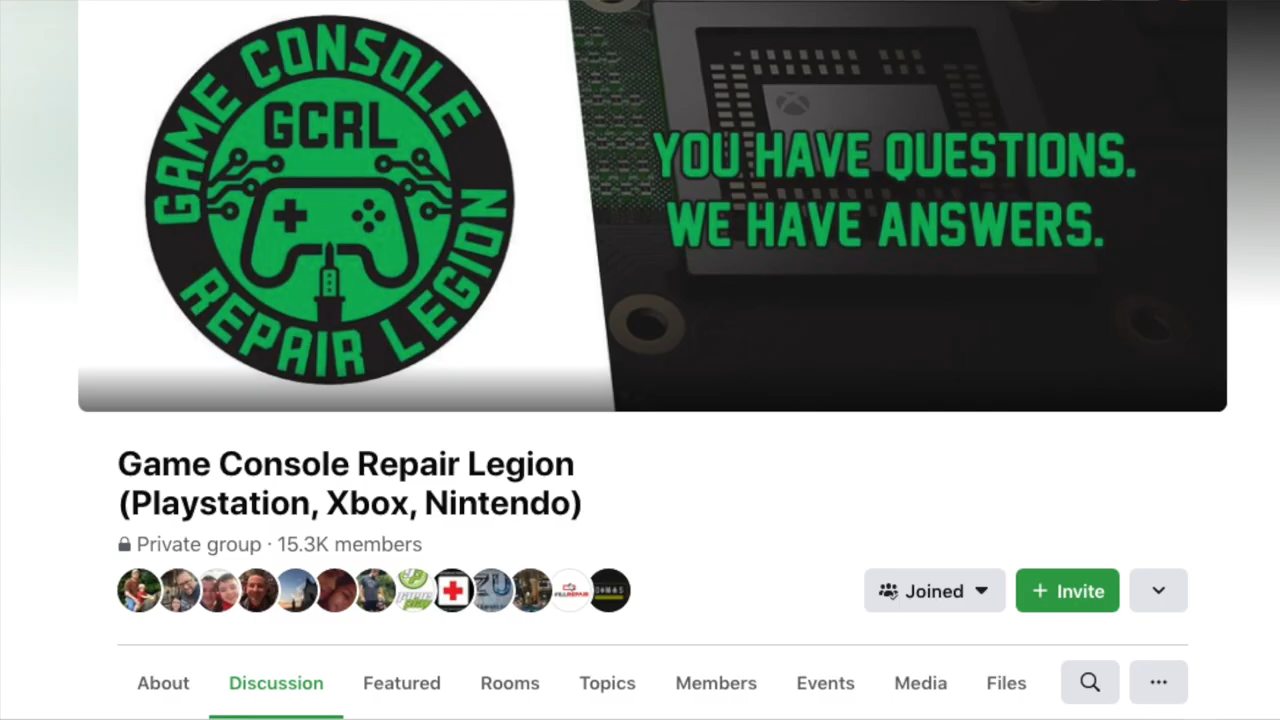 GAME CONSOLE
GCRL
REPAIR LEGION
YOU HAVE QUESTIONS.
WE HAVE ANSWERS.
Game Console Repair Legion
(Playstation, Xbox, Nintendo)
Private group · 15.3K members
Joined
+ Invite
About Discussion Featured Rooms Topics Members Events Media Files